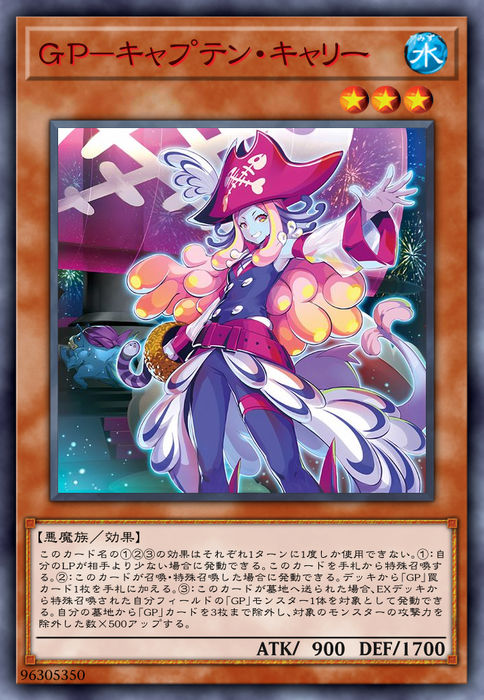 GP－キャプテン・キャリー
みず
水
【悪魔族／効果】
このカード名の①②③の効果はそれぞれ1ターンに1度しか使用できない。①：自
分のLPが相手より少ない場合に発動できる。このカードを手札から特殊召喚す
る。②：このカードが召喚・特殊召喚した場合に発動できる。デッキから「GP」罠
カード1枚を手札に加える。③：このカードが墓地へ送られた場合、EXデッキか
ら特殊召喚された自分フィールドの「GP」モンスター1体を対象として発動でき
る。自分の墓地から「GP」カードを3枚まで除外し、対象のモンスターの攻撃力を
除外した数×500アップする。
ATK/ 900 DEF/1700
96305350